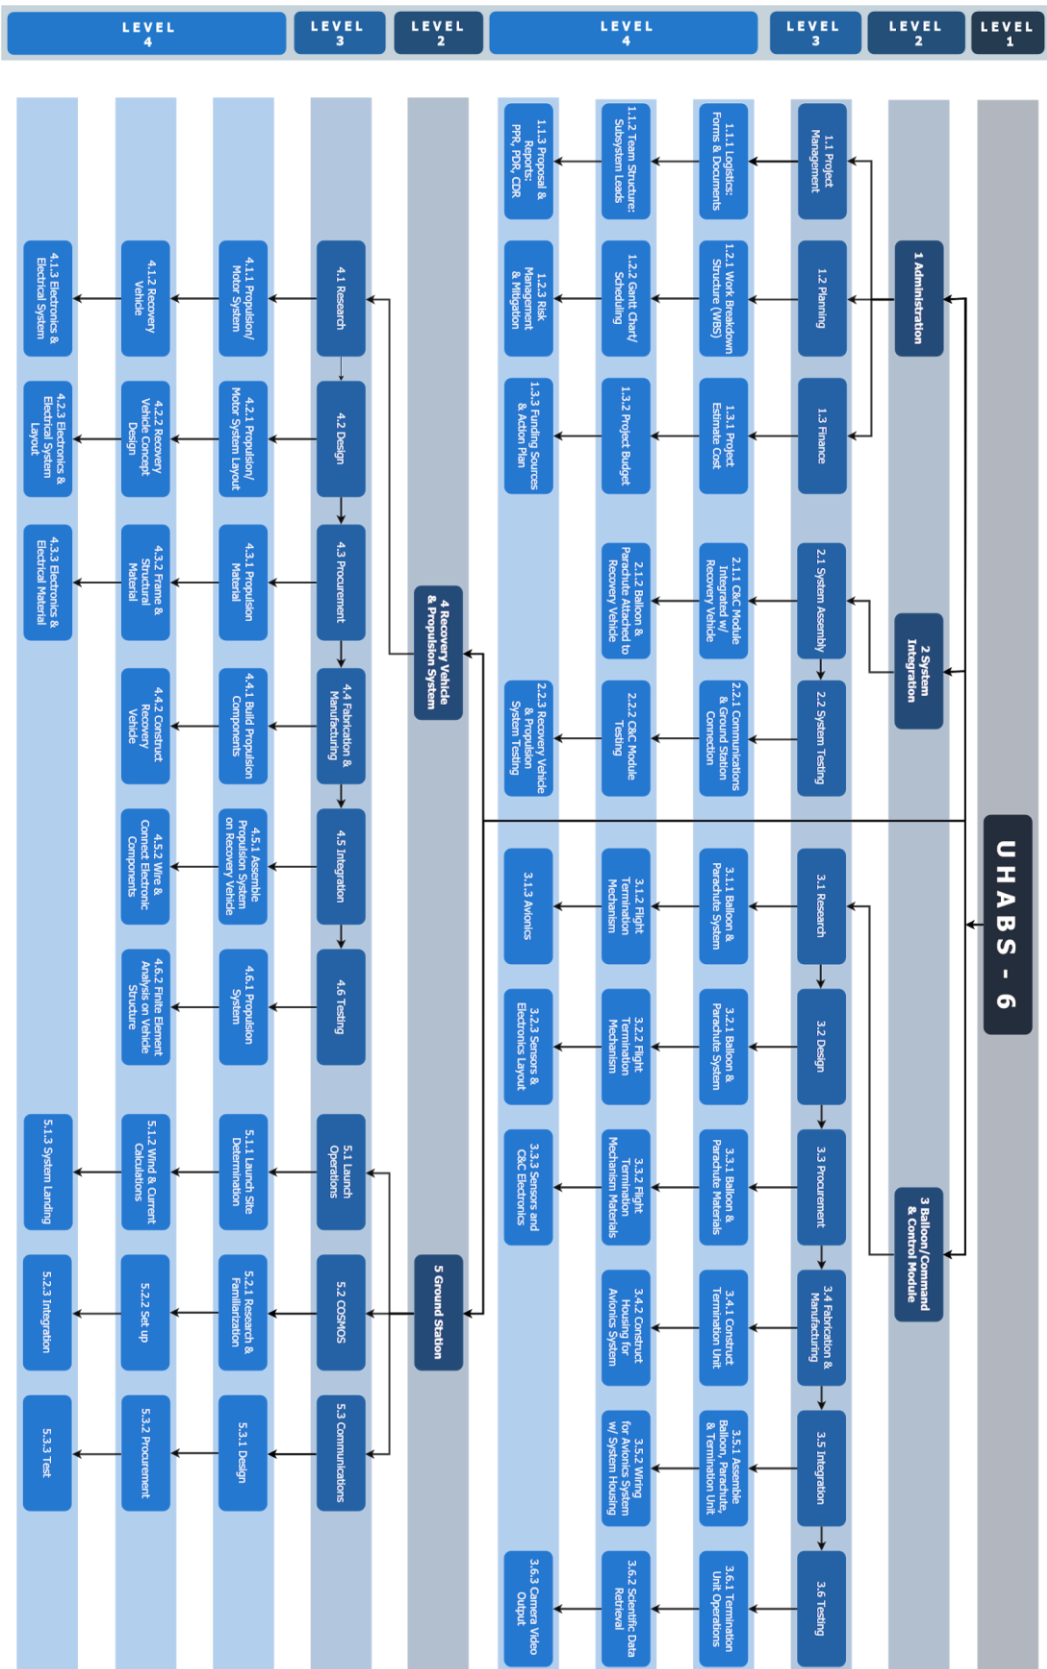 LEVEL
1
LEVEL
2
LEVEL
3
LEVEL
4
LEVEL
2
LEVEL
3
LEVEL
4
UHABS - 6
1 Administration
1.1 Project
Management
1.1.1 Logistics:
Forms & Documents
1.1.2 Team Structure:
Subsystem Leads
1.1.3 Proposal &
Reports:
PPR, PDR, CDR
1.2 Planning
1.2.1 Work Breakdown
Structure (WBS)
1.2.2 Gantt Chart/
Scheduling
1.2.3 Risk
Management
& Mitigation
1.3 Finance
1.3.1 Project
Estimate Cost
1.3.2 Project Budget
1.3.3 Funding Sources
& Action Plan
2 System
Integration
2.1 System Assembly
2.1.1 C&C Module
Integrated w/
Recovery Vehicle
2.1.2 Balloon &
Parachute Attached to
Recovery Vehicle
2.2 System Testing
2.2.1 Communications
& Ground Station
Connection
2.2.2 C&C Module
Testing
2.2.3 Recovery Vehicle
& Propulsion
System Testing
3 Balloon/Command
& Control Module
3.1 Research
3.1.1 Balloon &
Parachute System
3.1.2 Flight
Termination
Mechanism
3.1.3 Avionics
3.2 Design
3.2.1 Balloon &
Parachute System
3.2.2 Flight
Termination
Mechanism
3.2.3 Sensors &
Electronics Layout
3.3 Procurement
3.3.1 Balloon &
Parachute Materials
3.3.2 Flight
Termination
Mechanism Materials
3.3.3 Sensors and
C&C Electronics
3.4 Fabrication &
Manufacturing
3.4.1 Construct
Termination Unit
3.4.2 Construct
Housing for
Avionics System
3.5 Integration
3.5.1 Assemble
Balloon, Parachute,
& Termination Unit
3.5.2 Wiring
for Avionics System
w/ System Housing
3.6 Testing
3.6.1 Termination
Unit Operations
3.6.2 Scientific Data
Retrieval
3.6.3 Camera Video
Output
4 Recovery Vehicle
& Propulsion System
4.1 Research
4.1.1 Propulsion/
Motor System
4.1.2 Recovery
Vehicle
4.1.3 Electronics &
Electrical System
4.2 Design
4.2.1 Propulsion/
Motor System Layout
4.2.2 Recovery
Vehicle Concept
Design
4.2.3 Electronics &
Electrical System
Layout
4.3 Procurement
4.3.1 Propulsion
Material
4.3.2 Frame &
Structural
Material
4.3.3 Electronics &
Electrical Material
4.4 Fabrication &
Manufacturing
4.4.1 Build Propulsion
Components
4.4.2 Construct
Recovery
Vehicle
4.5 Integration
4.5.1 Assemble
Propulsion System
on Recovery Vehicle
4.5.2 Wire &
Connect Electronic
Components
4.6 Testing
4.6.1 Propulsion
System
4.6.2 Finite Element
Analysis on Vehicle
Structure
5 Ground Station
5.1 Launch
Operations
5.1.1 Launch Site
Determination
5.1.2 Wind & Current
Calculations
5.1.3 System Landing
5.2 COSMOS
5.2.1 Research &
Familiarization
5.2.2 Set up
5.2.3 Integration
5.3 Communications
5.3.1 Design
5.3.2 Procurement
5.3.3 Test